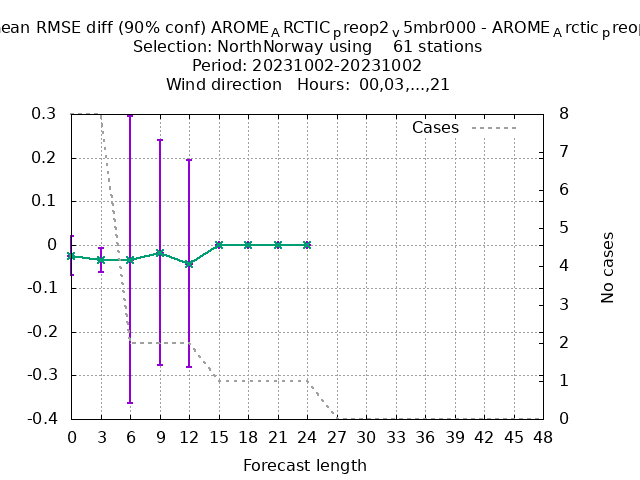 ean RMSE diff (90% conf) AROME_ARCTIC_preop2_v5mbr000 - AROME_Arctic_preop
Selection: NorthNorway using    61 stations
Period: 20231002-20231002
Wind direction   Hours: 00,03,...,21
Cases
0.3
0.2
0.1
0
-0.1
-0.2
-0.3
-0.4
8
7
6
5
4
3
2
1
0
No cases
0 3 6 9 12 15 18 21 24 27 30 33 36 39 42 45 48
Forecast length